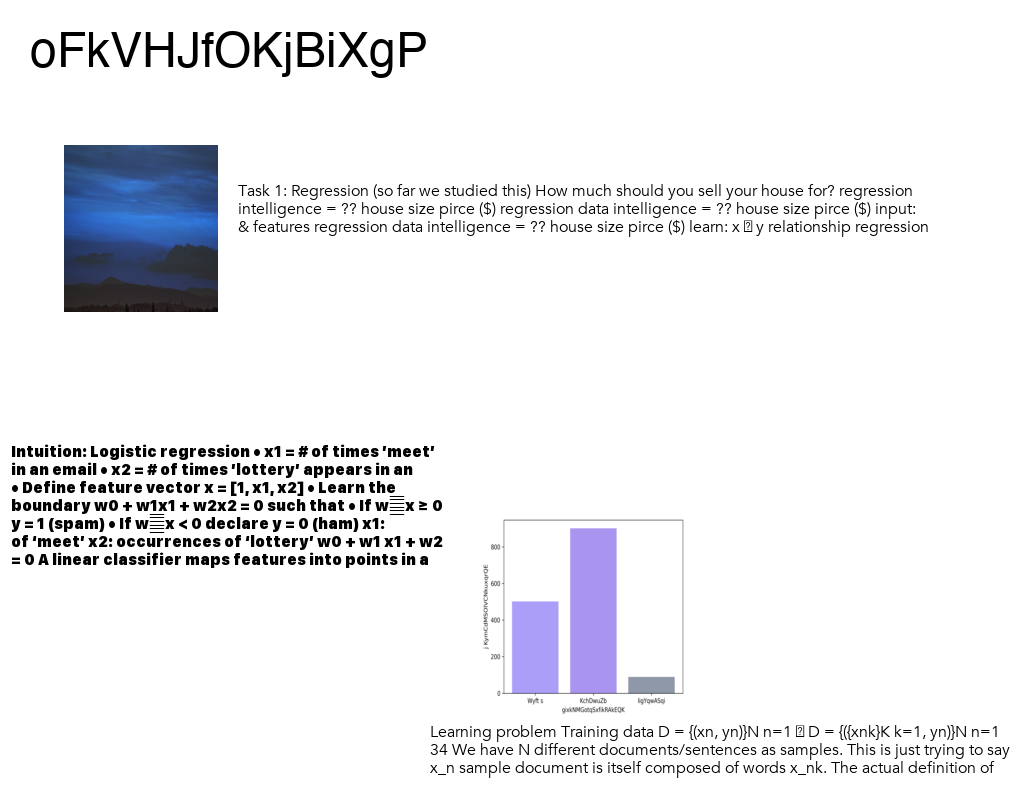 oFkVHJfOKjBiXgP
Task 1: Regression (so far we studied this) How much should you sell your house for? regression
intelligence = ?? house size pirce ($) regression data intelligence = ?? house size pirce ($) input:
& features regression data intelligence = ?? house size pirce ($) learn: x y relationship regression
Intuition: Logistic regression • x1 = # of times ’meet’
in an email • x2 = # of times ’lottery’ appears in an
• Define feature vector x = [1, x1, x2] • Learn the
boundary w0 + w1x1 + w2x2 = 0 such that • If w x ≥ 0
y = 1 (spam) • If w x < 0 declare y = 0 (ham) x1:
of ‘meet’ x2: occurrences of ‘lottery’ w0 + w1 x1 + w2
= 0 A linear classifier maps features into points in a
800
600
400
200
0
Wyft s
KchDwuZb
IigYqwASqi
Learning problem Training data D = {(xn, yn)}N n=1 D = {({xnk}K k=1, yn)}N n=1
34 We have N different documents/sentences as samples. This is just trying to say
x_n sample document is itself composed of words x_nk. The actual definition of